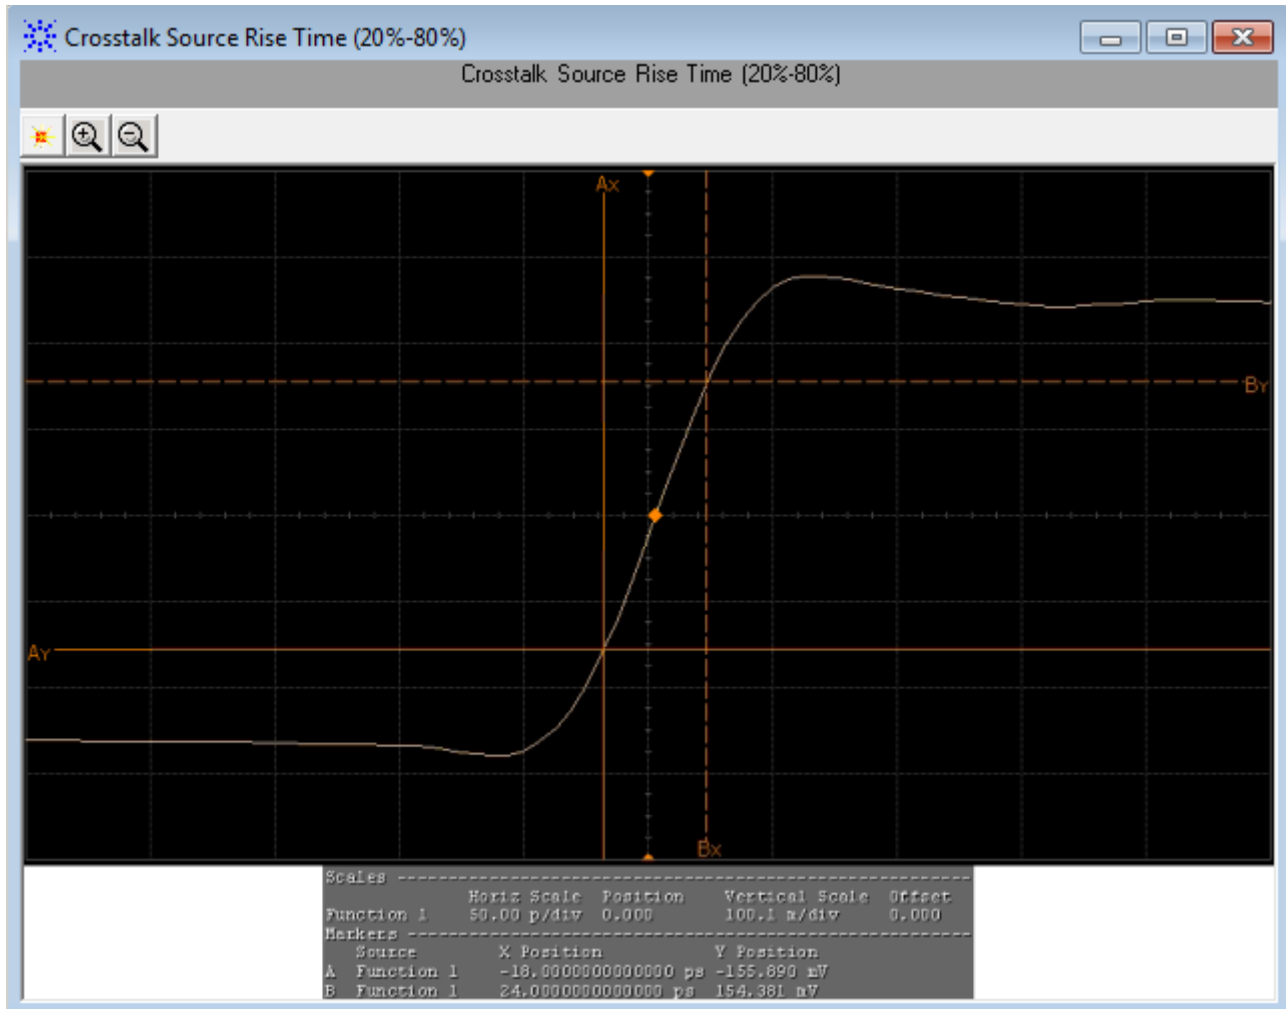 Crosstalk Source Rise Time (20%-80%)
Crosstalk Source Rise Time (20%-80%)
Ax
BY
AY
Bx
Scales
Horiz Scale Position Vertical Scale Offset
Function 1 50.00 p/div 0.000 100.1 m/div 0.000
Markers
Source X Position Y Position
A Function 1 -18.0000000000000 ps -155.890 mV
B Function 1 24.0000000000000 ps 154.381 mV